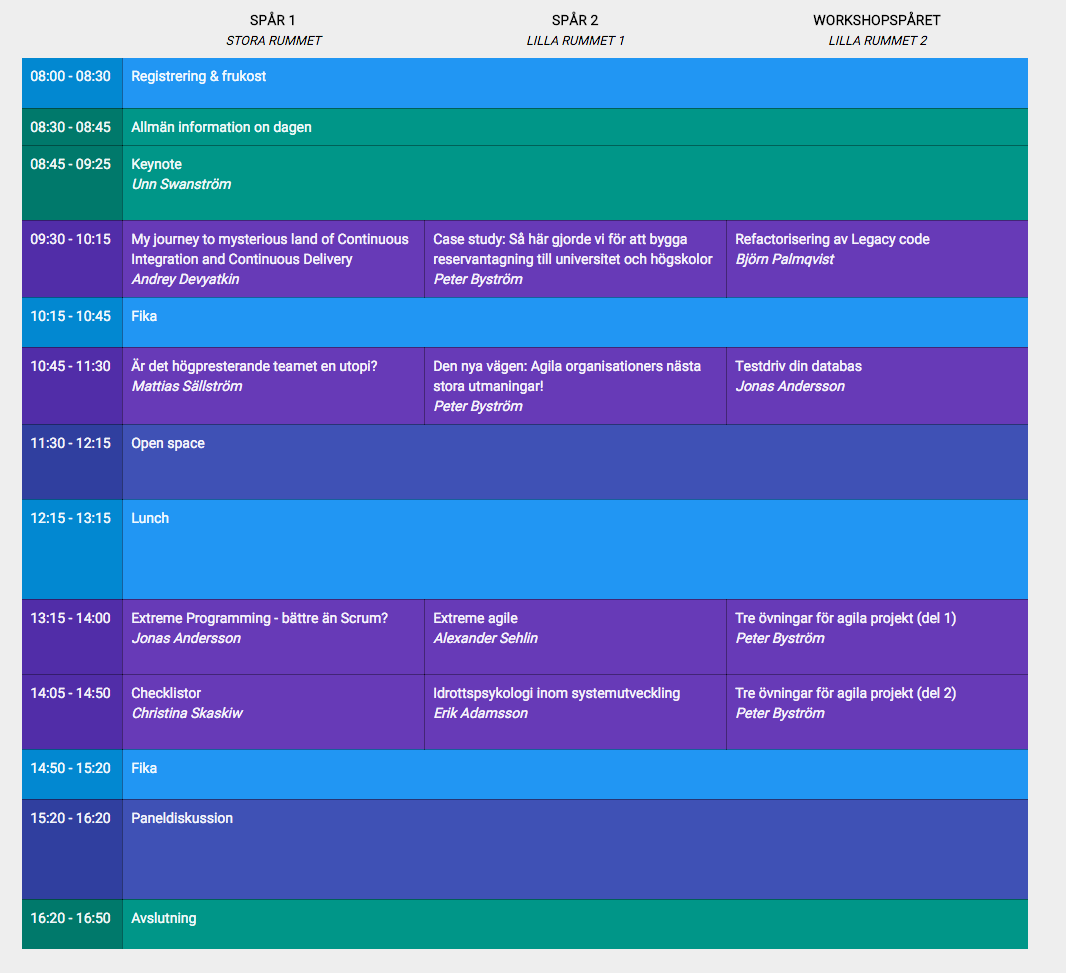 SPÅR 1
STORA RUMMET
SPÅR 2
LILLA RUMMET 1
WORKSHOPSPÅRET
LILLA RUMMET 2
08:00 - 08:30
Registrering & frukost
08:30 - 08:45
Allmän information on dagen
08:45 - 09:25
Keynote
Unn Swanström
09:30 - 10:15
My journey to mysterious land of Continuous
Integration and Continuous Delivery
Andrey Devyatkin
Case study: Så här gjorde vi för att bygga
reservantagning till universitet och högskolor
Peter Byström
Refactorisering av Legacy code
Björn Palmqvist
10:15 - 10:45
Fika
10:45 - 11:30
Är det högpresterande teamet en utopi?
Mattias Sällström
Den nya vägen: Agila organisationers nästa
stora utmaningar!
Peter Byström
Testdriv din databas
Jonas Andersson
11:30 - 12:15
Open space
12:15 - 13:15
Lunch
13:15 - 14:00
Extreme Programming - bättre än Scrum?
Jonas Andersson
Extreme agile
Alexander Sehlin
Tre övningar för agila projekt (del 1)
Peter Byström
14:05 - 14:50
Checklistor
Christina Skaskiw
Idrottspsykologi inom systemutveckling
Erik Adamsson
Tre övningar för agila projekt (del 2)
Peter Byström
14:50 - 15:20
Fika
15:20 - 16:20
Paneldiskussion
16:20 - 16:50
Avslutning